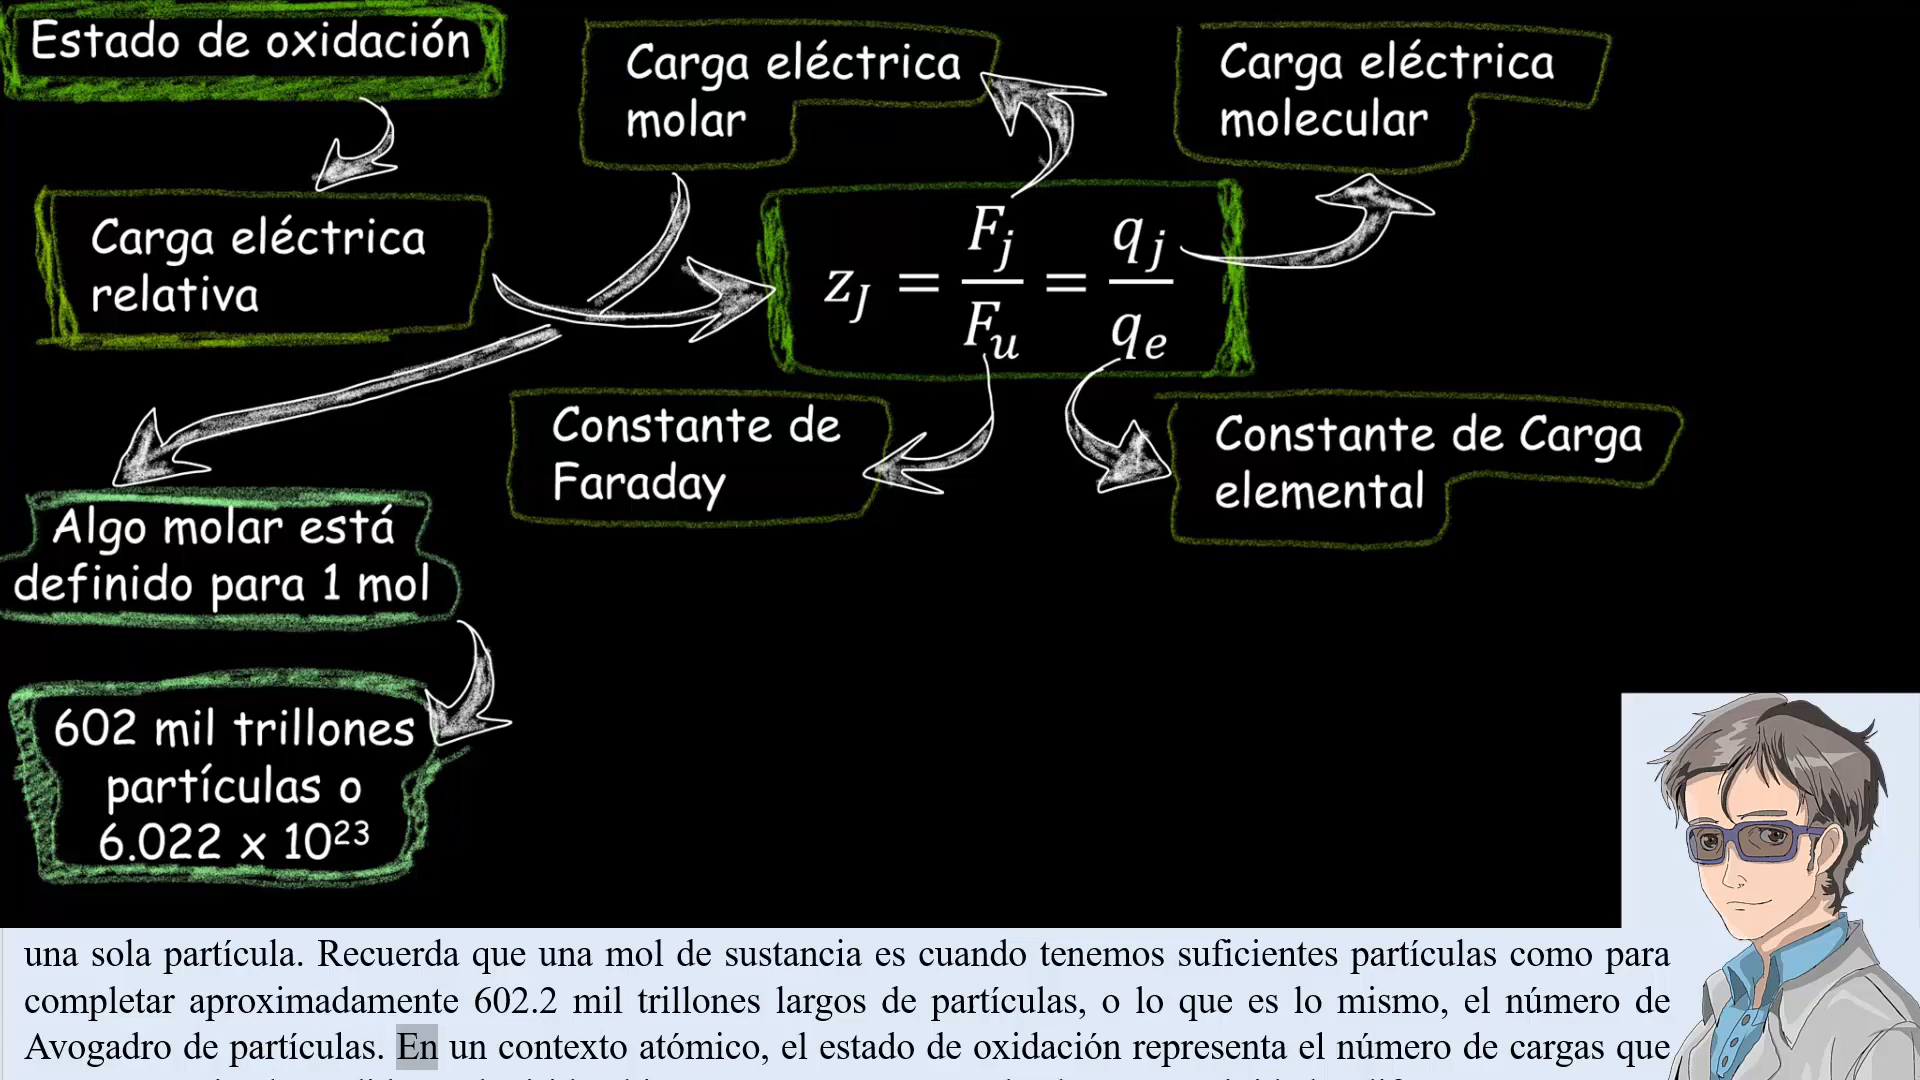 Estado de oxidación
Carga eléctrica
relativa
Carga eléctrica
molar
Carga eléctrica
molecular
z_J = F_j / F_u = q_j / q_e
Constante de
Faraday
Constante de Carga
elemental
Algo molar está
definido para 1 mol
602 mil trillones
partículas o
6.022 x 10²³
una sola partícula. Recuerda que una mol de sustancia es cuando tenemos suficientes partículas como para
completar aproximadamente 602.2 mil trillones largos de partículas, o lo que es lo mismo, el número de
Avogadro de partículas. En un contexto atómico, el estado de oxidación representa el número de cargas que